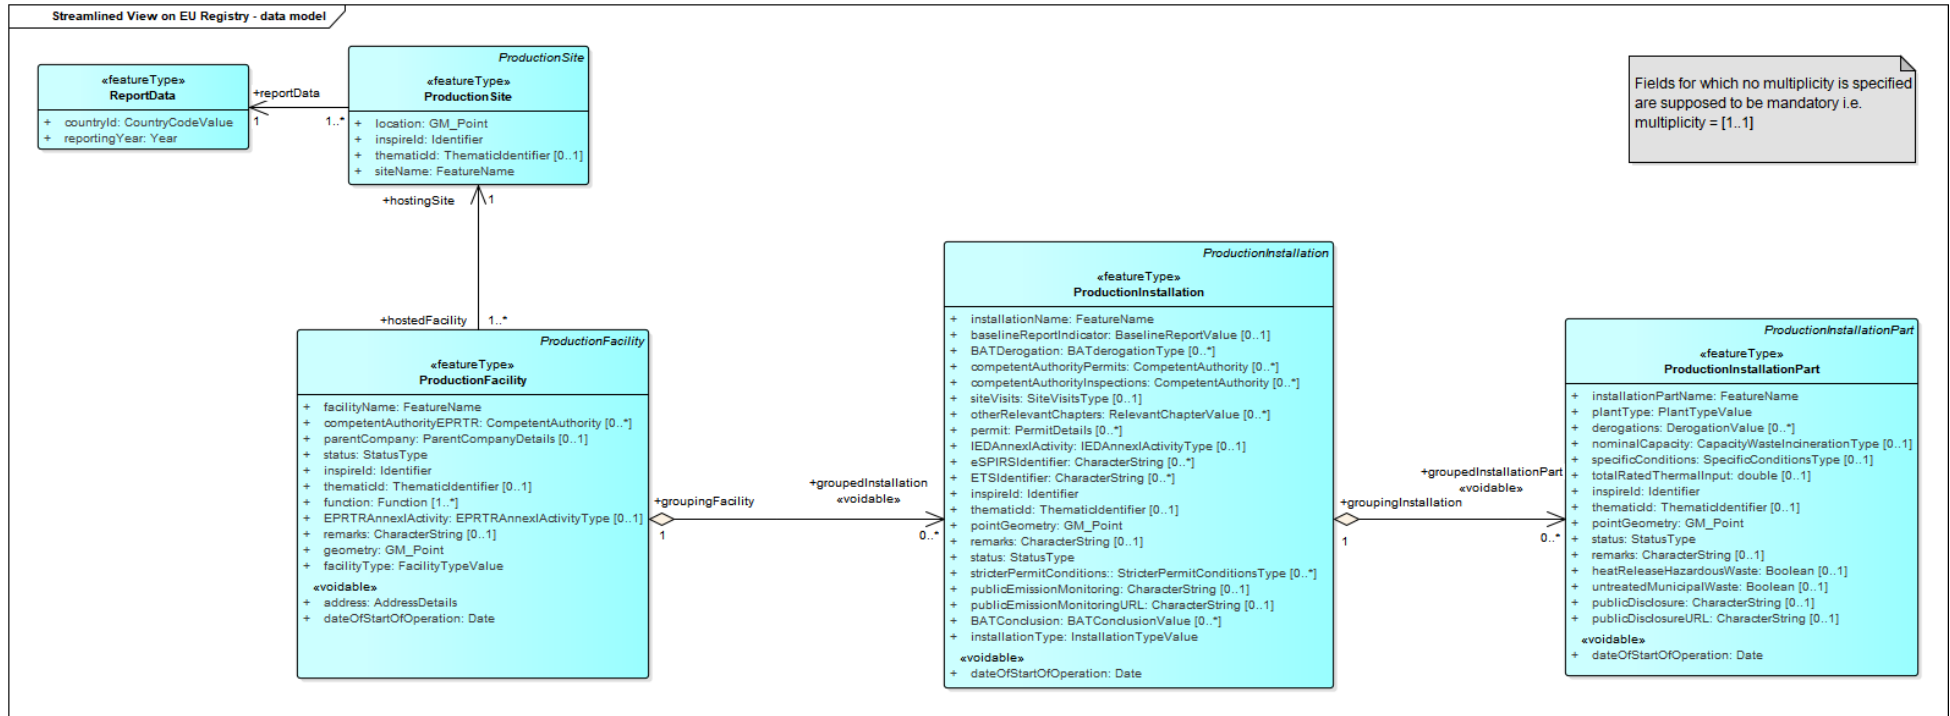 Streamlined View on EU Registry - data model
«featureType»
ReportData
+ countryId: CountryCodeValue
+ reportingYear: Year
+reportData
1
1..*
ProductionSite
«featureType»
ProductionSite
+ location: GM_Point
+ inspireId: Identifier
+ thematicId: ThematicIdentifier [0..1]
+ siteName: FeatureName
Fields for which no multiplicity is specified
are supposed to be mandatory i.e.
multiplicity = [1..1]
+hostingSite
1
+hostedFacility
1..*
ProductionFacility
«featureType»
ProductionFacility
+ facilityName: FeatureName
+ competentAuthorityEPRTR: CompetentAuthority [0..*]
+ parentCompany: ParentCompanyDetails [0..1]
+ status: StatusType
+ inspireId: Identifier
+ thematicId: ThematicIdentifier [0..1]
+ function: Function [1..*]
+ EPRTRAnnexIActivity: EPRTRAnnexIActivityType [0..1]
+ remarks: CharacterString [0..1]
+ geometry: GM_Point
+ facilityType: FacilityTypeValue
«voidable»
+ address: AddressDetails
+ dateOfStartOfOperation: Date
+groupingFacility
1
+groupedInstallation
«voidable»
0..*
ProductionInstallation
«featureType»
ProductionInstallation
+ installationName: FeatureName
+ baselineReportIndicator: BaselineReportValue [0..1]
+ BATDerogation: BATderogationType [0..*]
+ competentAuthorityPermits: CompetentAuthority [0..*]
+ competentAuthorityInspections: CompetentAuthority [0..*]
+ siteVisits: SiteVisitsType [0..1]
+ otherRelevantChapters: RelevantChapterValue [0..*]
+ permit: PermitDetails [0..*]
+ IEDAnnexIActivity: IEDAnnexIActivityType [0..1]
+ eSPIRSIdentifier: CharacterString [0..*]
+ ETSIdentifier: CharacterString [0..*]
+ inspireId: Identifier
+ thematicId: ThematicIdentifier [0..1]
+ pointGeometry: GM_Point
+ remarks: CharacterString [0..1]
+ status: StatusType
+ stricterPermitConditions:: StricterPermitConditionsType [0..*]
+ publicEmissionMonitoring: CharacterString [0..1]
+ publicEmissionMonitoringURL: CharacterString [0..1]
+ BATConclusion: BATConclusionValue [0..*]
+ installationType: InstallationTypeValue
«voidable»
+ dateOfStartOfOperation: Date
+groupingInstallation
1
+groupedInstallationPart
«voidable»
0..*
ProductionInstallationPart
«featureType»
ProductionInstallationPart
+ installationPartName: FeatureName
+ plantType: PlantTypeValue
+ derogations: DerogationValue [0..*]
+ nominalCapacity: CapacityWasteIncinerationType [0..1]
+ specificConditions: SpecificConditionsType [0..1]
+ totalRatedThermalInput: double [0..1]
+ inspireId: Identifier
+ thematicId: ThematicIdentifier [0..1]
+ pointGeometry: GM_Point
+ status: StatusType
+ remarks: CharacterString [0..1]
+ heatReleaseHazardousWaste: Boolean [0..1]
+ untreatedMunicipalWaste: Boolean [0..1]
+ publicDisclosure: CharacterString [0..1]
+ publicDisclosureURL: CharacterString [0..1]
«voidable»
+ dateOfStartOfOperation: Date